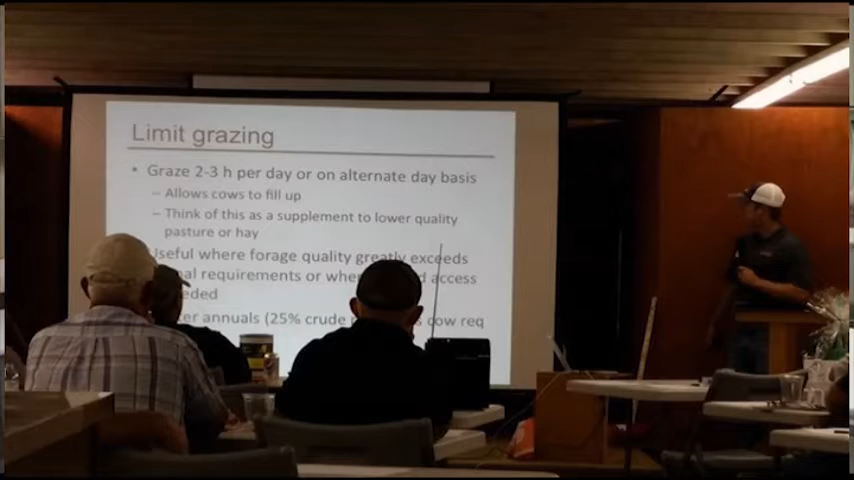 Limit grazing
• Graze 2-3 h per day or on alternate day basis
– Allows cows to fill up
– Think of this as a supplement to lower quality
pasture or hay
Useful where forage quality greatly exceeds
requirements or access
annuals (25% crude cow req